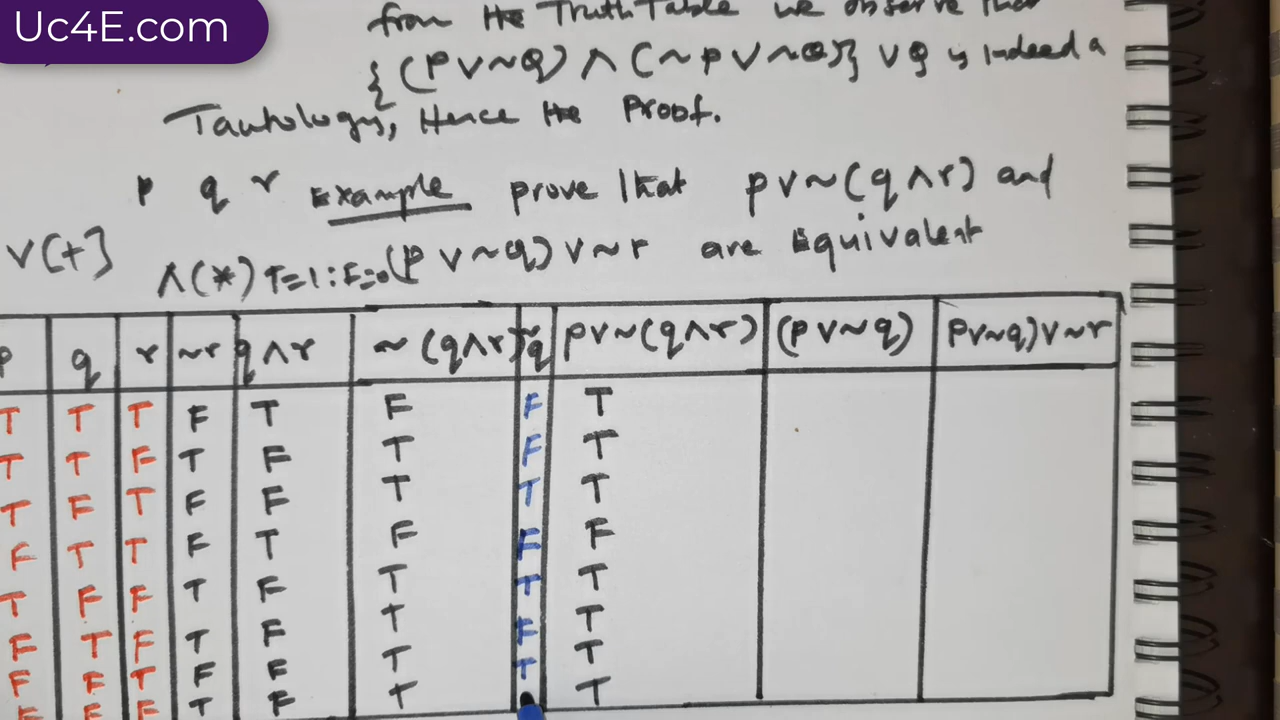 Uc4E.com
from the Truth Table we observe that
{(p∨~q)∧(~p∨~q)} ∨ q is Indeed a
Tautology, Hence the Proof.
p q r Example prove that p∨~(q∧r) and
∨(+) ∧(*) T=1:F=0 (p∨~q)∨~r are Equivalent
p q r ~r q∧r ~(q∧r) ~q p∨~(q∧r) (p∨~q) p∨~q)∨~r
T T T F T F F T
T T F T F T F T
T F T F F T T T
F T T F T F F F
T F F T F T T T
F T F T F T F T
F F T F F T T T
F F F T F T T